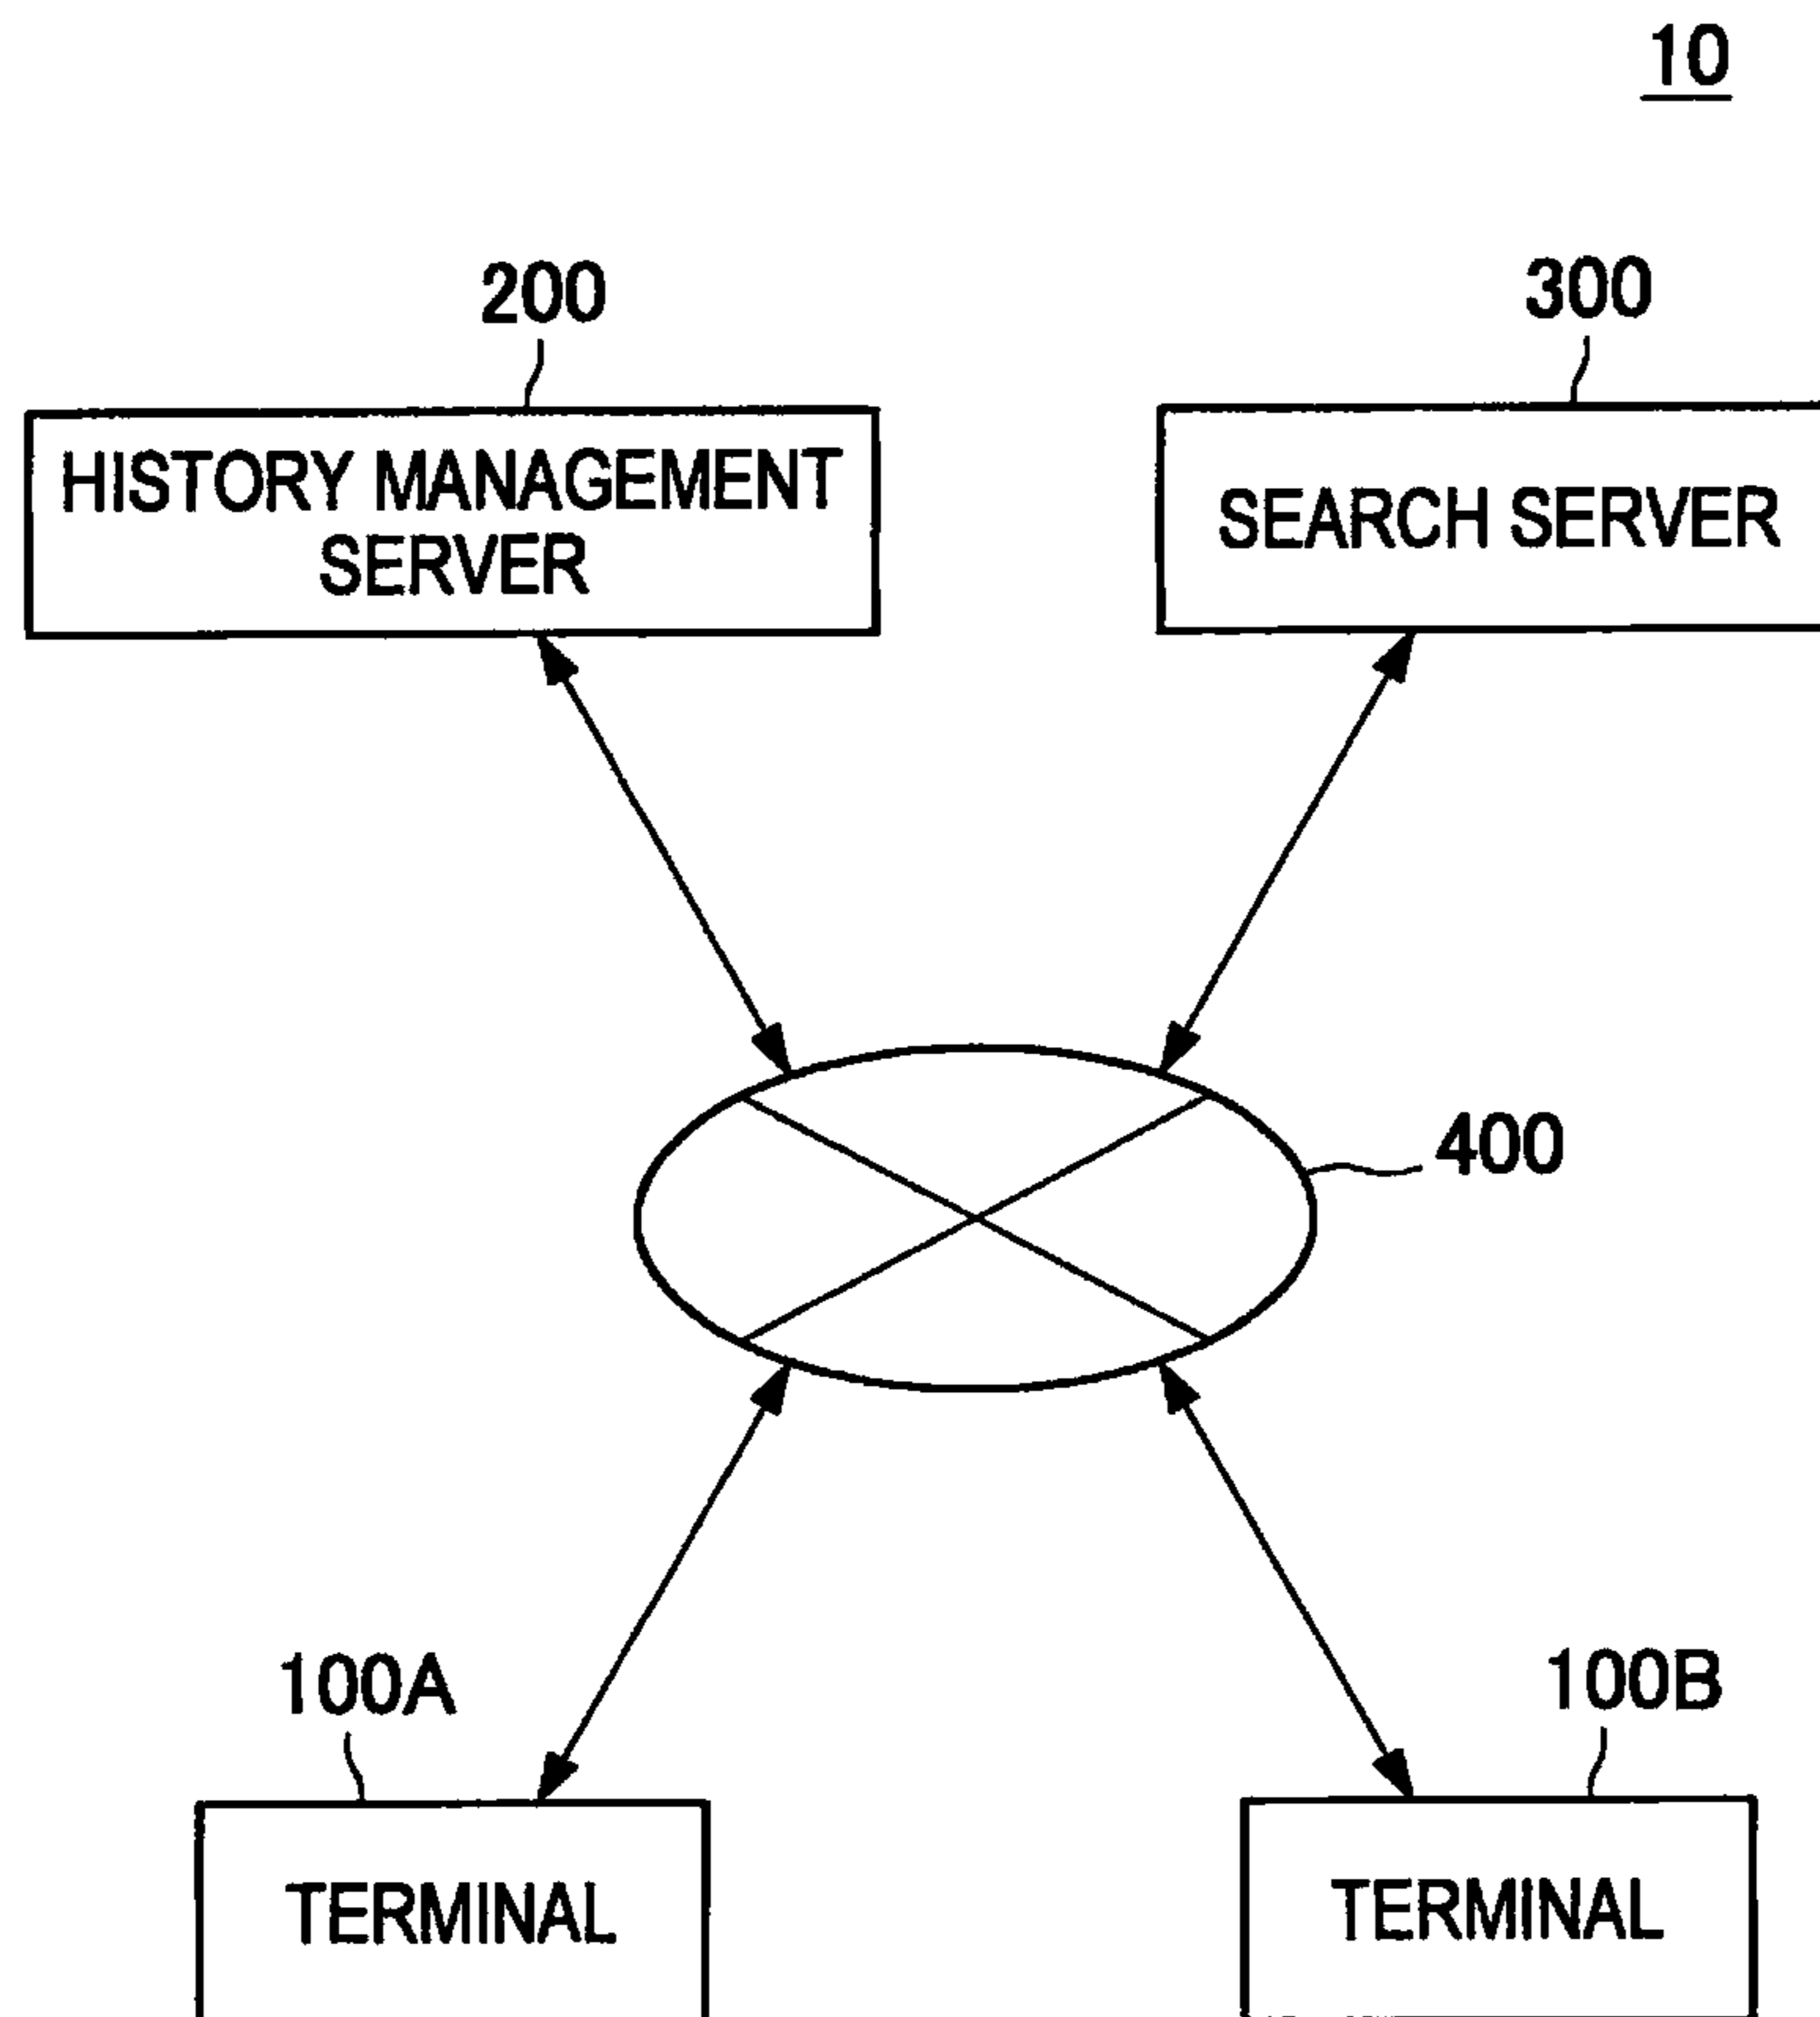 10
200
300
HISTORY MANAGEMENT
SERVER
SEARCH SERVER
400
100A
100B
TERMINAL
TERMINAL